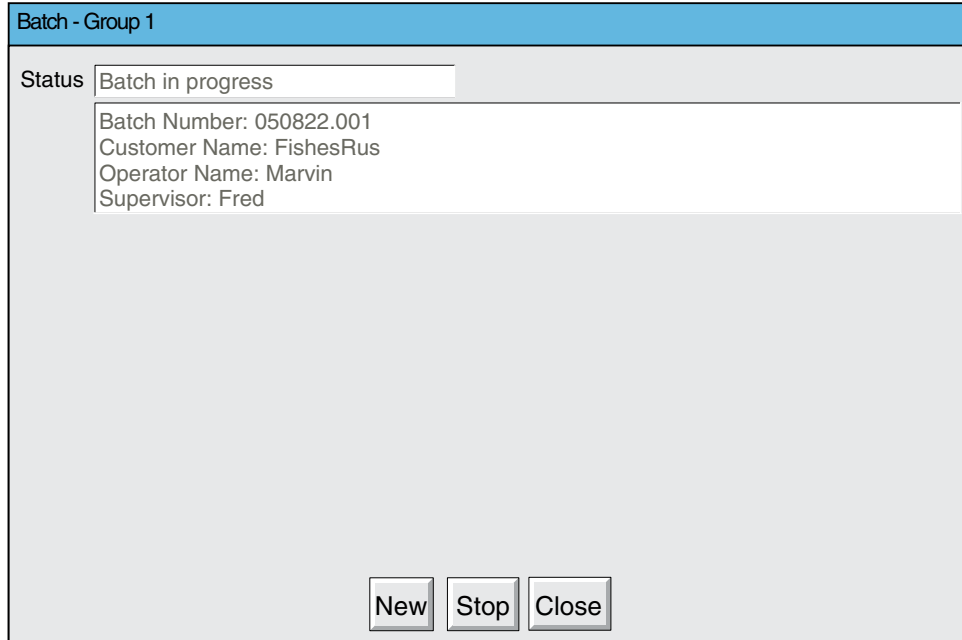 Batch - Group 1
Status Batch in progress
Batch Number: 050822.001
Customer Name: FishesRus
Operator Name: Marvin
Supervisor: Fred
New Stop Close